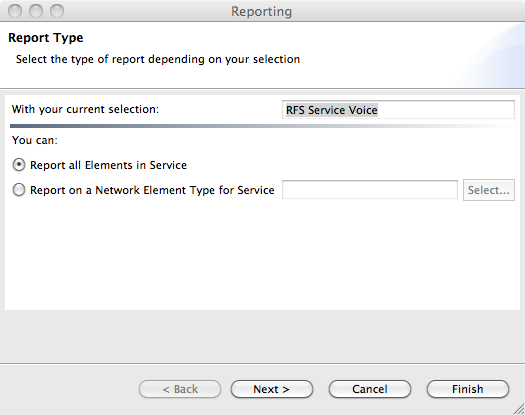 Reporting
Report Type
Select the type of report depending on your selection
With your current selection: RFS Service Voice
You can:
Report all Elements in Service
Report on a Network Element Type for Service Select...
< Back Next > Cancel Finish